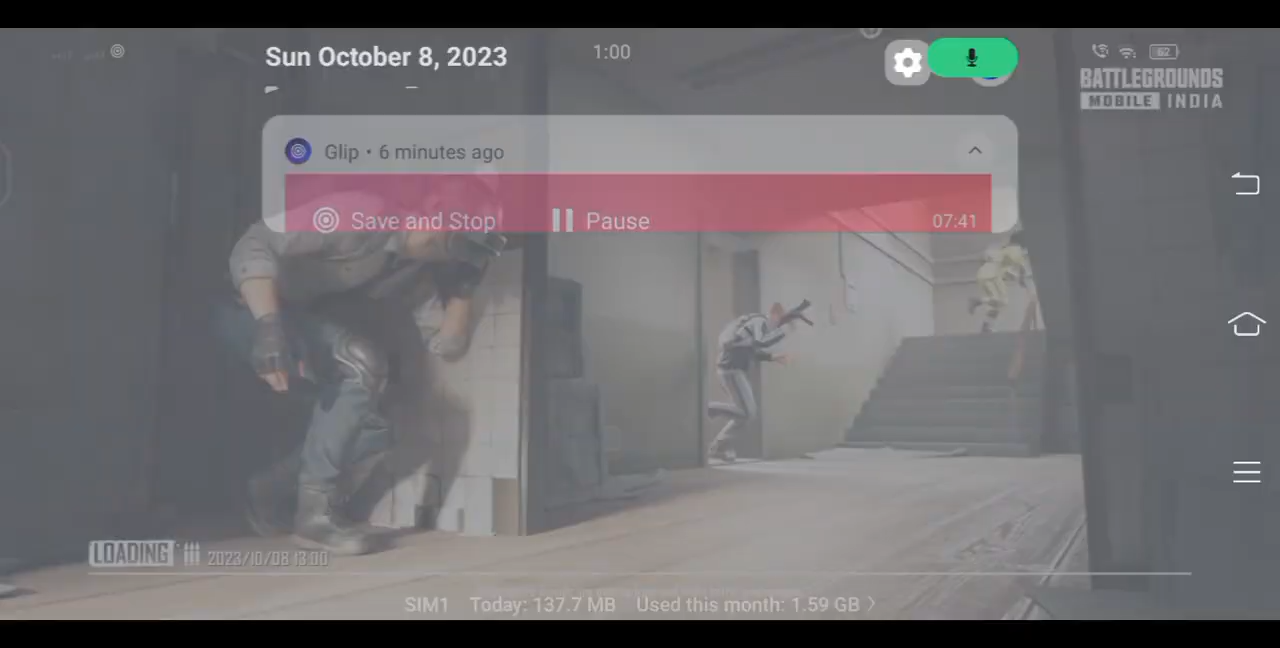 Sun October 8, 2023
1:00
62
BATTLEGROUNDS
MOBILE INDIA
Glip • 6 minutes ago
Save and Stop
Pause
07:41
LOADING
2023/10/08 13:00
SIM1 Today: 137.7 MB Used this month: 1.59 GB